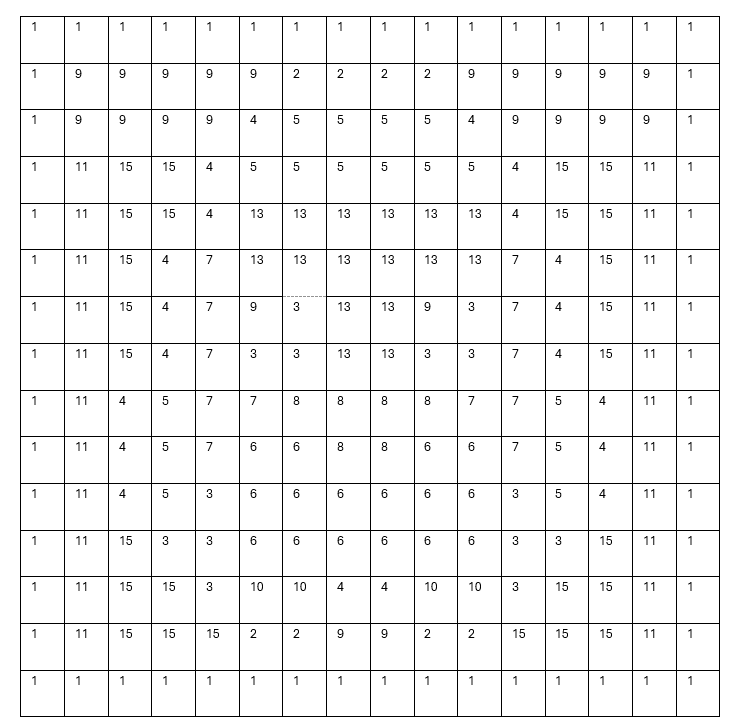 1 1 1 1 1 1 1 1 1 1 1 1 1 1 1 1
1 9 9 9 9 9 2 2 2 2 9 9 9 9 9 1
1 9 9 9 9 4 5 5 5 5 4 9 9 9 9 1
1 11 15 15 4 5 5 5 5 5 5 4 15 15 11 1
1 11 15 15 4 13 13 13 13 13 13 4 15 15 11 1
1 11 15 4 7 13 13 13 13 13 13 7 4 15 11 1
1 11 15 4 7 9 3 13 13 9 3 7 4 15 11 1
1 11 15 4 7 3 3 13 13 3 3 7 4 15 11 1
1 11 4 5 7 7 8 8 8 8 7 7 5 4 11 1
1 11 4 5 7 6 6 8 8 6 6 7 5 4 11 1
1 11 4 5 3 6 6 6 6 6 6 3 5 4 11 1
1 11 15 3 3 6 6 6 6 6 6 3 3 15 11 1
1 11 15 15 3 10 10 4 4 10 10 3 15 15 11 1
1 11 15 15 15 2 2 9 9 2 2 15 15 15 11 1
1 1 1 1 1 1 1 1 1 1 1 1 1 1 1 1